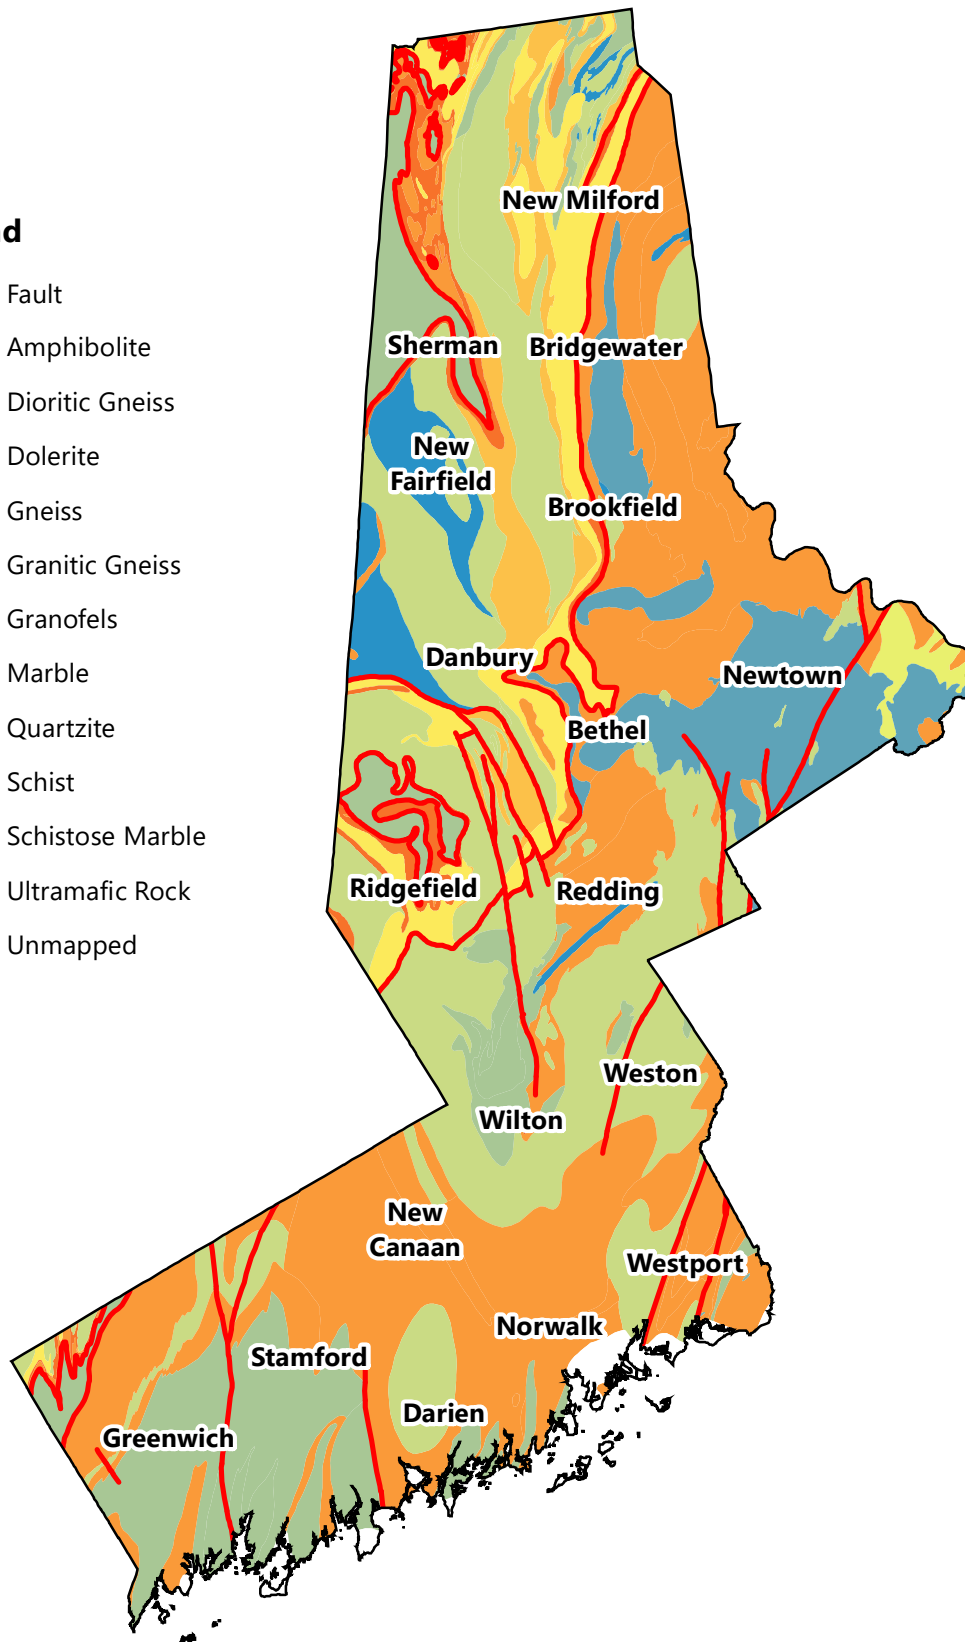 d
Fault
Amphibolite
Dioritic Gneiss
Dolerite
Gneiss
Granitic Gneiss
Granofels
Marble
Quartzite
Schist
Schistose Marble
Ultramafic Rock
Unmapped
New Milford
Sherman
Bridgewater
New
Fairfield
Brookfield
Danbury
Newtown
Bethel
Ridgefield
Redding
Weston
Wilton
New
Canaan
Westport
Norwalk
Stamford
Darien
Greenwich